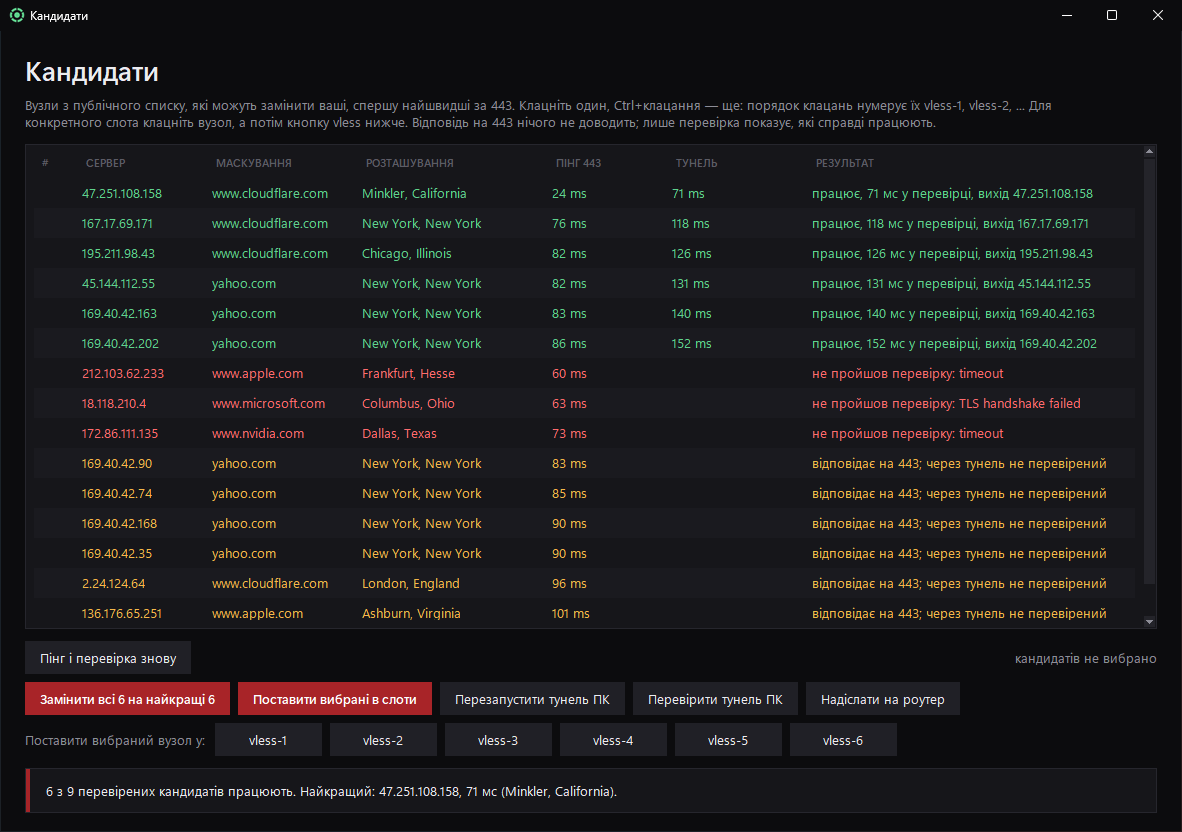 Кандидати
Кандидати
Вузли з публічного списку, які можуть замінити ваші, спершу найшвидші за 443. Клацніть один, Ctrl+клацання — ще: порядок клацань нумерує їх vless-1, vless-2, ... Для
конкретного слота клацніть вузол, а потім кнопку vless нижче. Відповідь на 443 нічого не доводить; лише перевірка показує, які справді працюють.
# СЕРВЕР МАСКУВАННЯ РОЗТАШУВАННЯ ПІНГ 443 ТУНЕЛЬ РЕЗУЛЬТАТ
47.251.108.158 www.cloudflare.com Minkler, California 24 ms 71 ms працює, 71 мс у перевірці, вихід 47.251.108.158
167.17.69.171 www.cloudflare.com New York, New York 76 ms 118 ms працює, 118 мс у перевірці, вихід 167.17.69.171
195.211.98.43 www.cloudflare.com Chicago, Illinois 82 ms 126 ms працює, 126 мс у перевірці, вихід 195.211.98.43
45.144.112.55 yahoo.com New York, New York 82 ms 131 ms працює, 131 мс у перевірці, вихід 45.144.112.55
169.40.42.163 yahoo.com New York, New York 83 ms 140 ms працює, 140 мс у перевірці, вихід 169.40.42.163
169.40.42.202 yahoo.com New York, New York 86 ms 152 ms працює, 152 мс у перевірці, вихід 169.40.42.202
212.103.62.233 www.apple.com Frankfurt, Hesse 60 ms не пройшов перевірку: timeout
18.118.210.4 www.microsoft.com Columbus, Ohio 63 ms не пройшов перевірку: TLS handshake failed
172.86.111.135 www.nvidia.com Dallas, Texas 73 ms не пройшов перевірку: timeout
169.40.42.90 yahoo.com New York, New York 83 ms відповідає на 443; через тунель не перевірений
169.40.42.74 yahoo.com New York, New York 85 ms відповідає на 443; через тунель не перевірений
169.40.42.168 yahoo.com New York, New York 90 ms відповідає на 443; через тунель не перевірений
169.40.42.35 yahoo.com New York, New York 90 ms відповідає на 443; через тунель не перевірений
2.24.124.64 www.cloudflare.com London, England 96 ms відповідає на 443; через тунель не перевірений
136.176.65.251 www.apple.com Ashburn, Virginia 101 ms відповідає на 443; через тунель не перевірений
Пінг і перевірка знову кандидатів не вибрано
Замінити всі 6 на найкращі 6 Поставити вибрані в слоти Перезапустити тунель ПК Перевірити тунель ПК Надіслати на роутер
Поставити вибраний вузол у: vless-1 vless-2 vless-3 vless-4 vless-5 vless-6
6 з 9 перевірених кандидатів працюють. Найкращий: 47.251.108.158, 71 мс (Minkler, California).